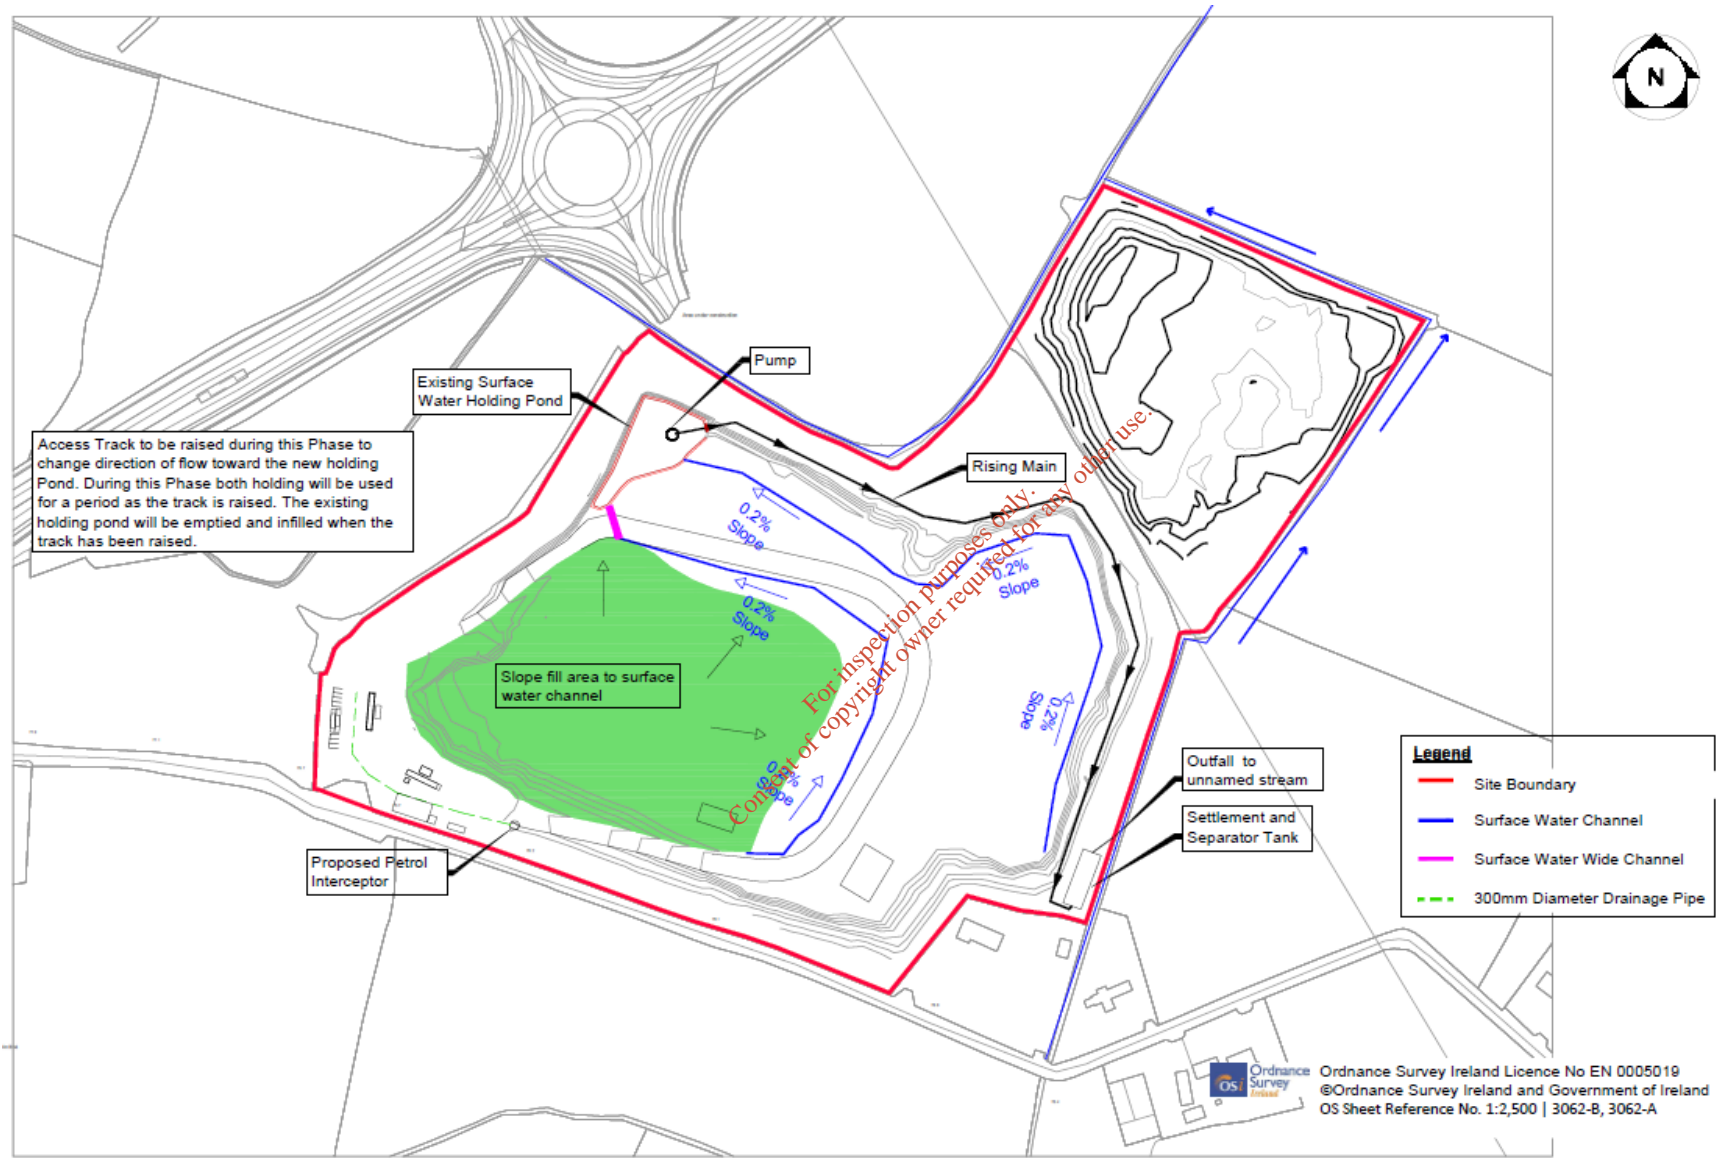 N
Area under construction
Pump
Existing Surface
Water Holding Pond
Access Track to be raised during this Phase to
change direction of flow toward the new holding
Pond. During this Phase both holding will be used
for a period as the track is raised. The existing
holding pond will be emptied and infilled when the
track has been raised.
Rising Main
0.2%
Slope
0.2%
Slope
0.2%
Slope
0.2%
Slope
0.2%
Slope
For inspection purposes only.
Consent of copyright owner required for any other use.
Slope fill area to surface
water channel
Outfall to
unnamed stream
Settlement and
Separator Tank
Proposed Petrol
Interceptor
Legend
Site Boundary
Surface Water Channel
Surface Water Wide Channel
300mm Diameter Drainage Pipe
OSi
Ordnance
Survey
Ireland
Ordnance Survey Ireland Licence No EN 0005019
©Ordnance Survey Ireland and Government of Ireland
OS Sheet Reference No. 1:2,500 | 3062-B, 3062-A